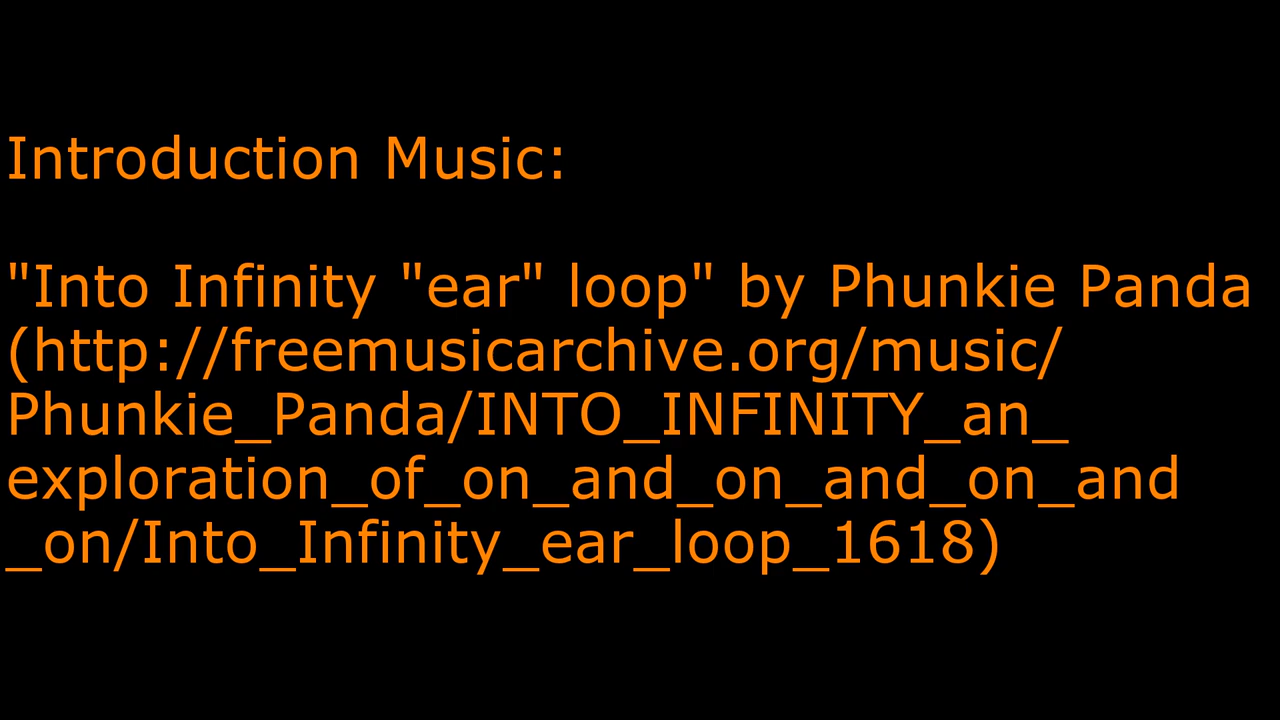 Introduction Music:
"Into Infinity "ear" loop" by Phunkie Panda
(http://freemusicarchive.org/music/
Phunkie_Panda/INTO_INFINITY_an_
exploration_of_on_and_on_and_on_and
_on/Into_Infinity_ear_loop_1618)